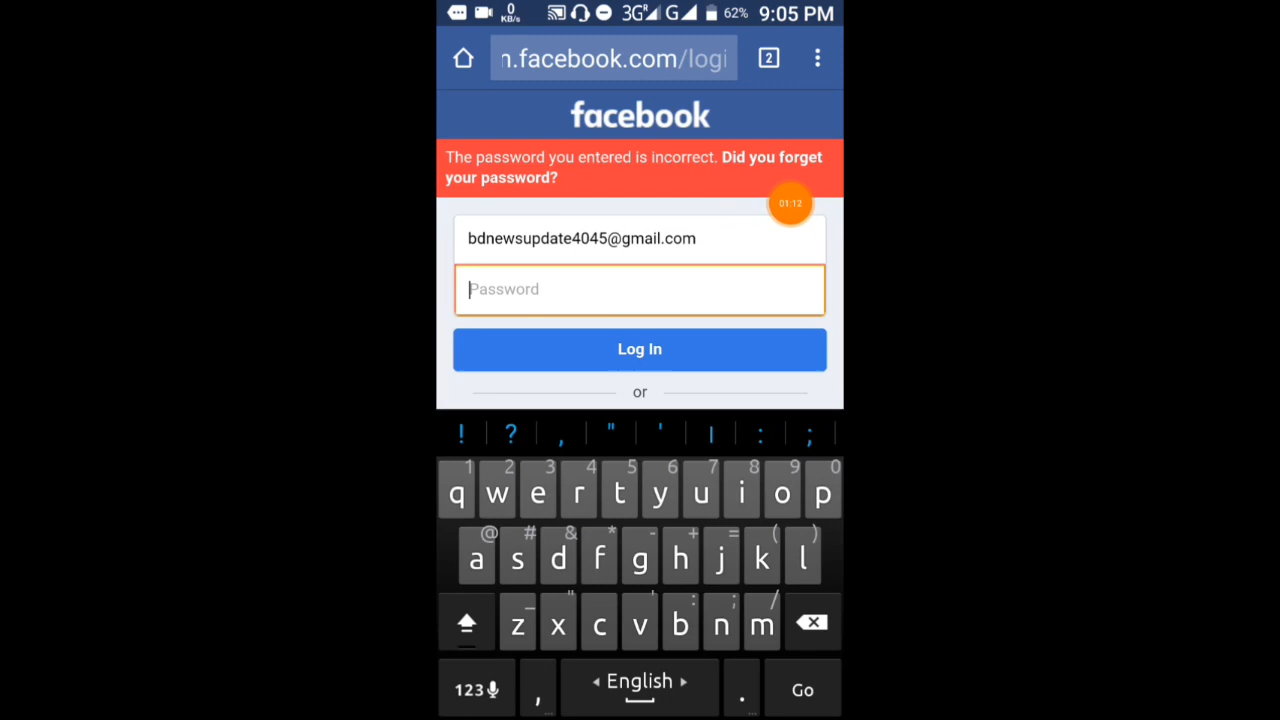 0 KB/s 3G R G 62% 9:05 PM
n.facebook.com/logi 2
facebook
The password you entered is incorrect. Did you forget
your password?
01:12
bdnewsupdate4045@gmail.com
Password
Log In
or
! ? , " ' | : ;
1 2 3 4 5 6 7 8 9 0
q w e r t y u i o p
@ # & * - + = ( )
a s d f g h j k l
_ " ' : ; /
z x c v b n m
123 , English . Go